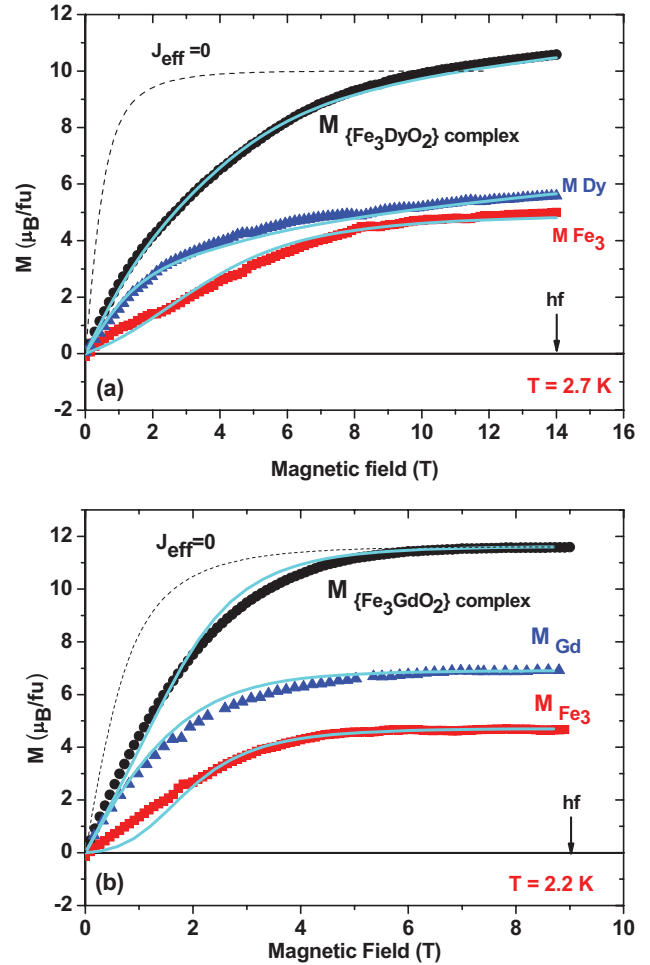 12
10
8
6
4
2
0
-2
M (μB/fu)
Jeff=0
M {Fe3DyO2} complex
M Dy
M Fe3
hf
(a)
T = 2.7 K
0 2 4 6 8 10 12 14 16
Magnetic field (T)
12
10
8
6
4
2
0
-2
M (μB/fu)
Jeff=0
M {Fe3GdO2} complex
M Gd
M Fe3
hf
(b)
T = 2.2 K
0 2 4 6 8 10
Magnetic Field (T)